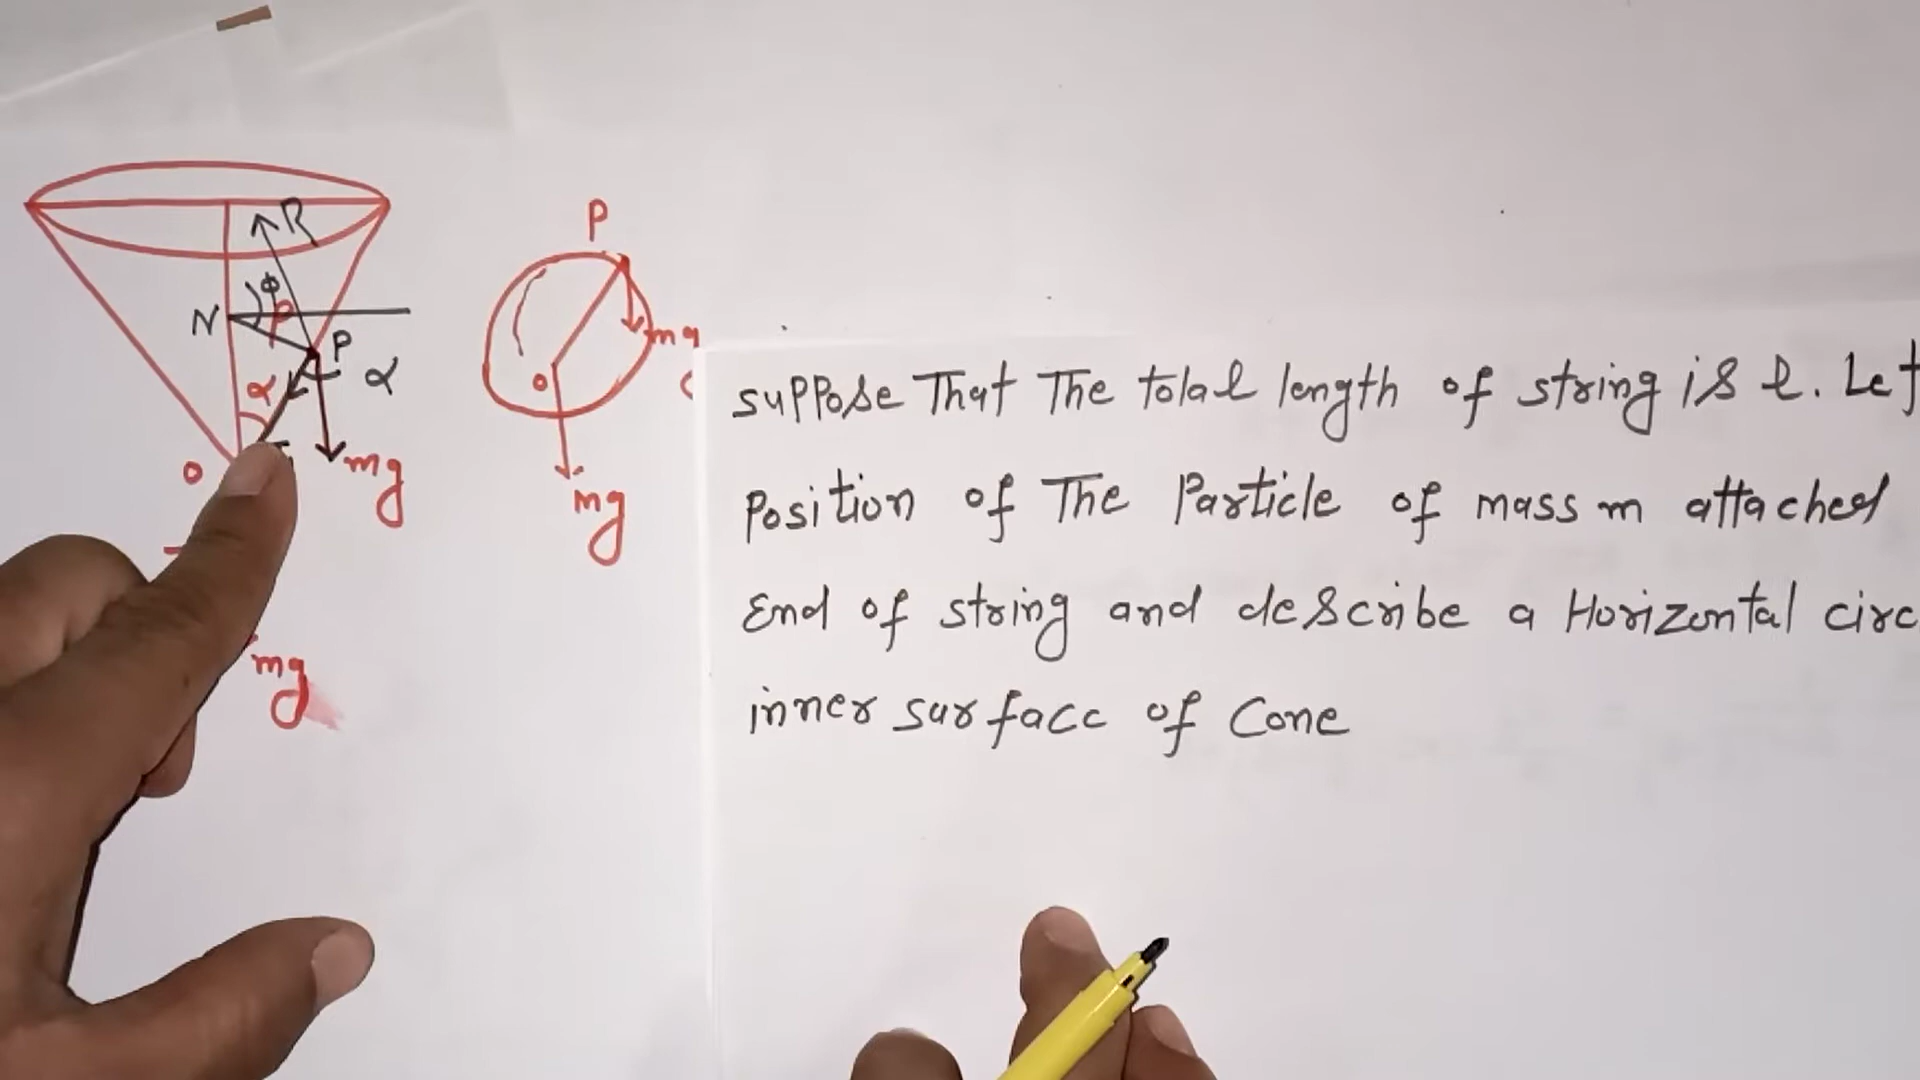 R
φ
N
ρ
P
α
α
mg
O
mg
P
mg
O
mg
suppose That The total length of string is l. Let
Position of The Particle of mass m attached
End of string and describe a Horizontal circ
inner surface of Cone